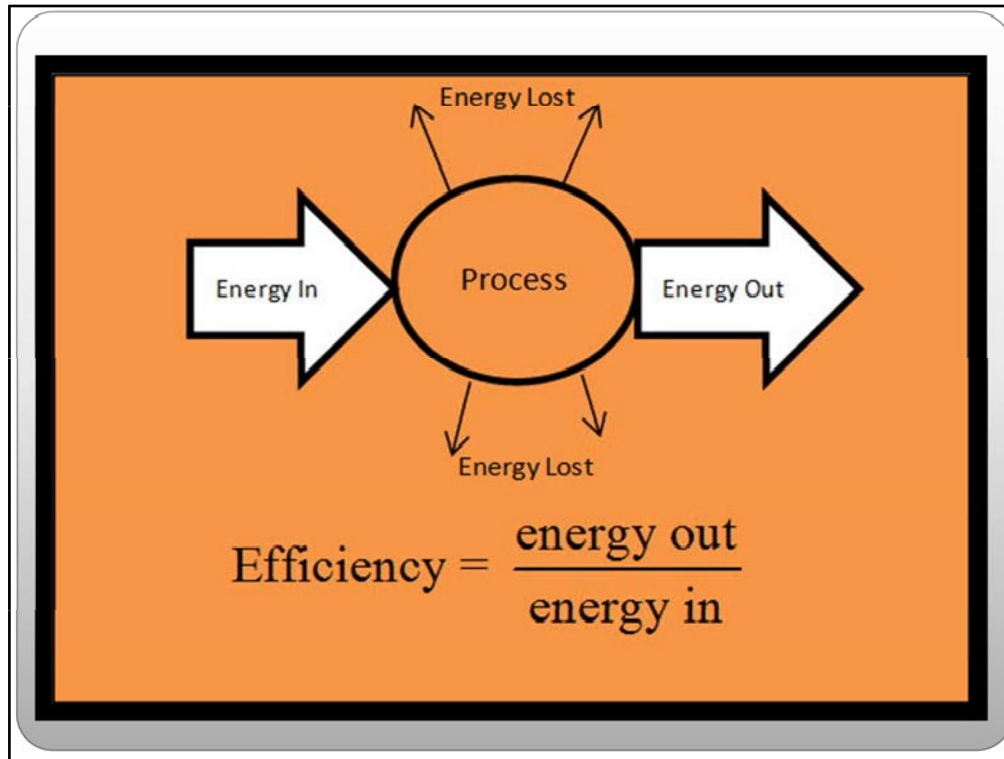 Energy Lost
Energy In
Process
Energy Out
Energy Lost
Efficiency = energy out
energy in